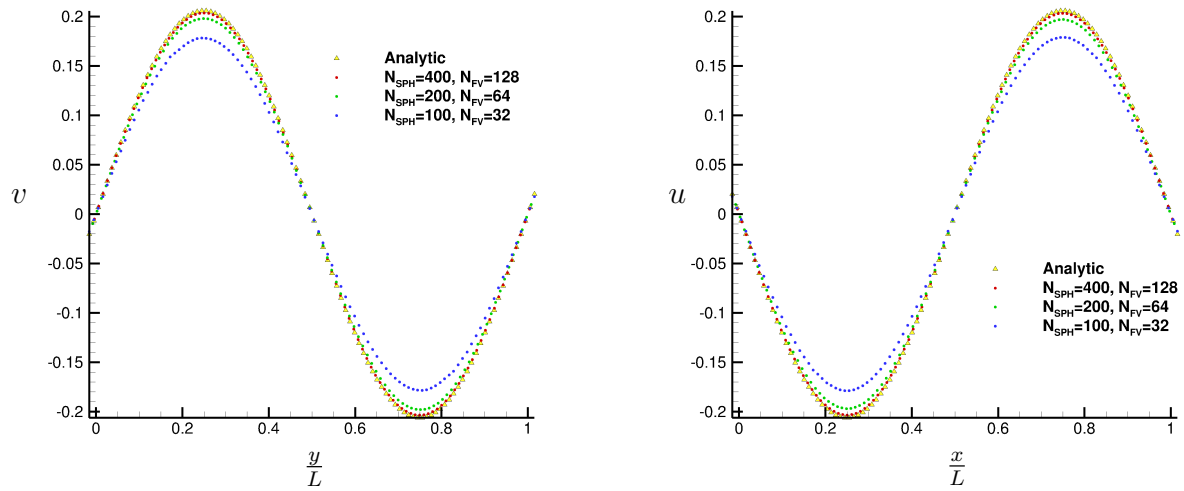 0.2
0.15
0.1
0.05
0
-0.05
-0.1
-0.15
-0.2
v
0 0.2 0.4 0.6 0.8 1
y/L
Analytic
N_SPH=400, N_FV=128
N_SPH=200, N_FV=64
N_SPH=100, N_FV=32
0.2
0.15
0.1
0.05
0
-0.05
-0.1
-0.15
-0.2
u
0 0.2 0.4 0.6 0.8 1
x/L
Analytic
N_SPH=400, N_FV=128
N_SPH=200, N_FV=64
N_SPH=100, N_FV=32